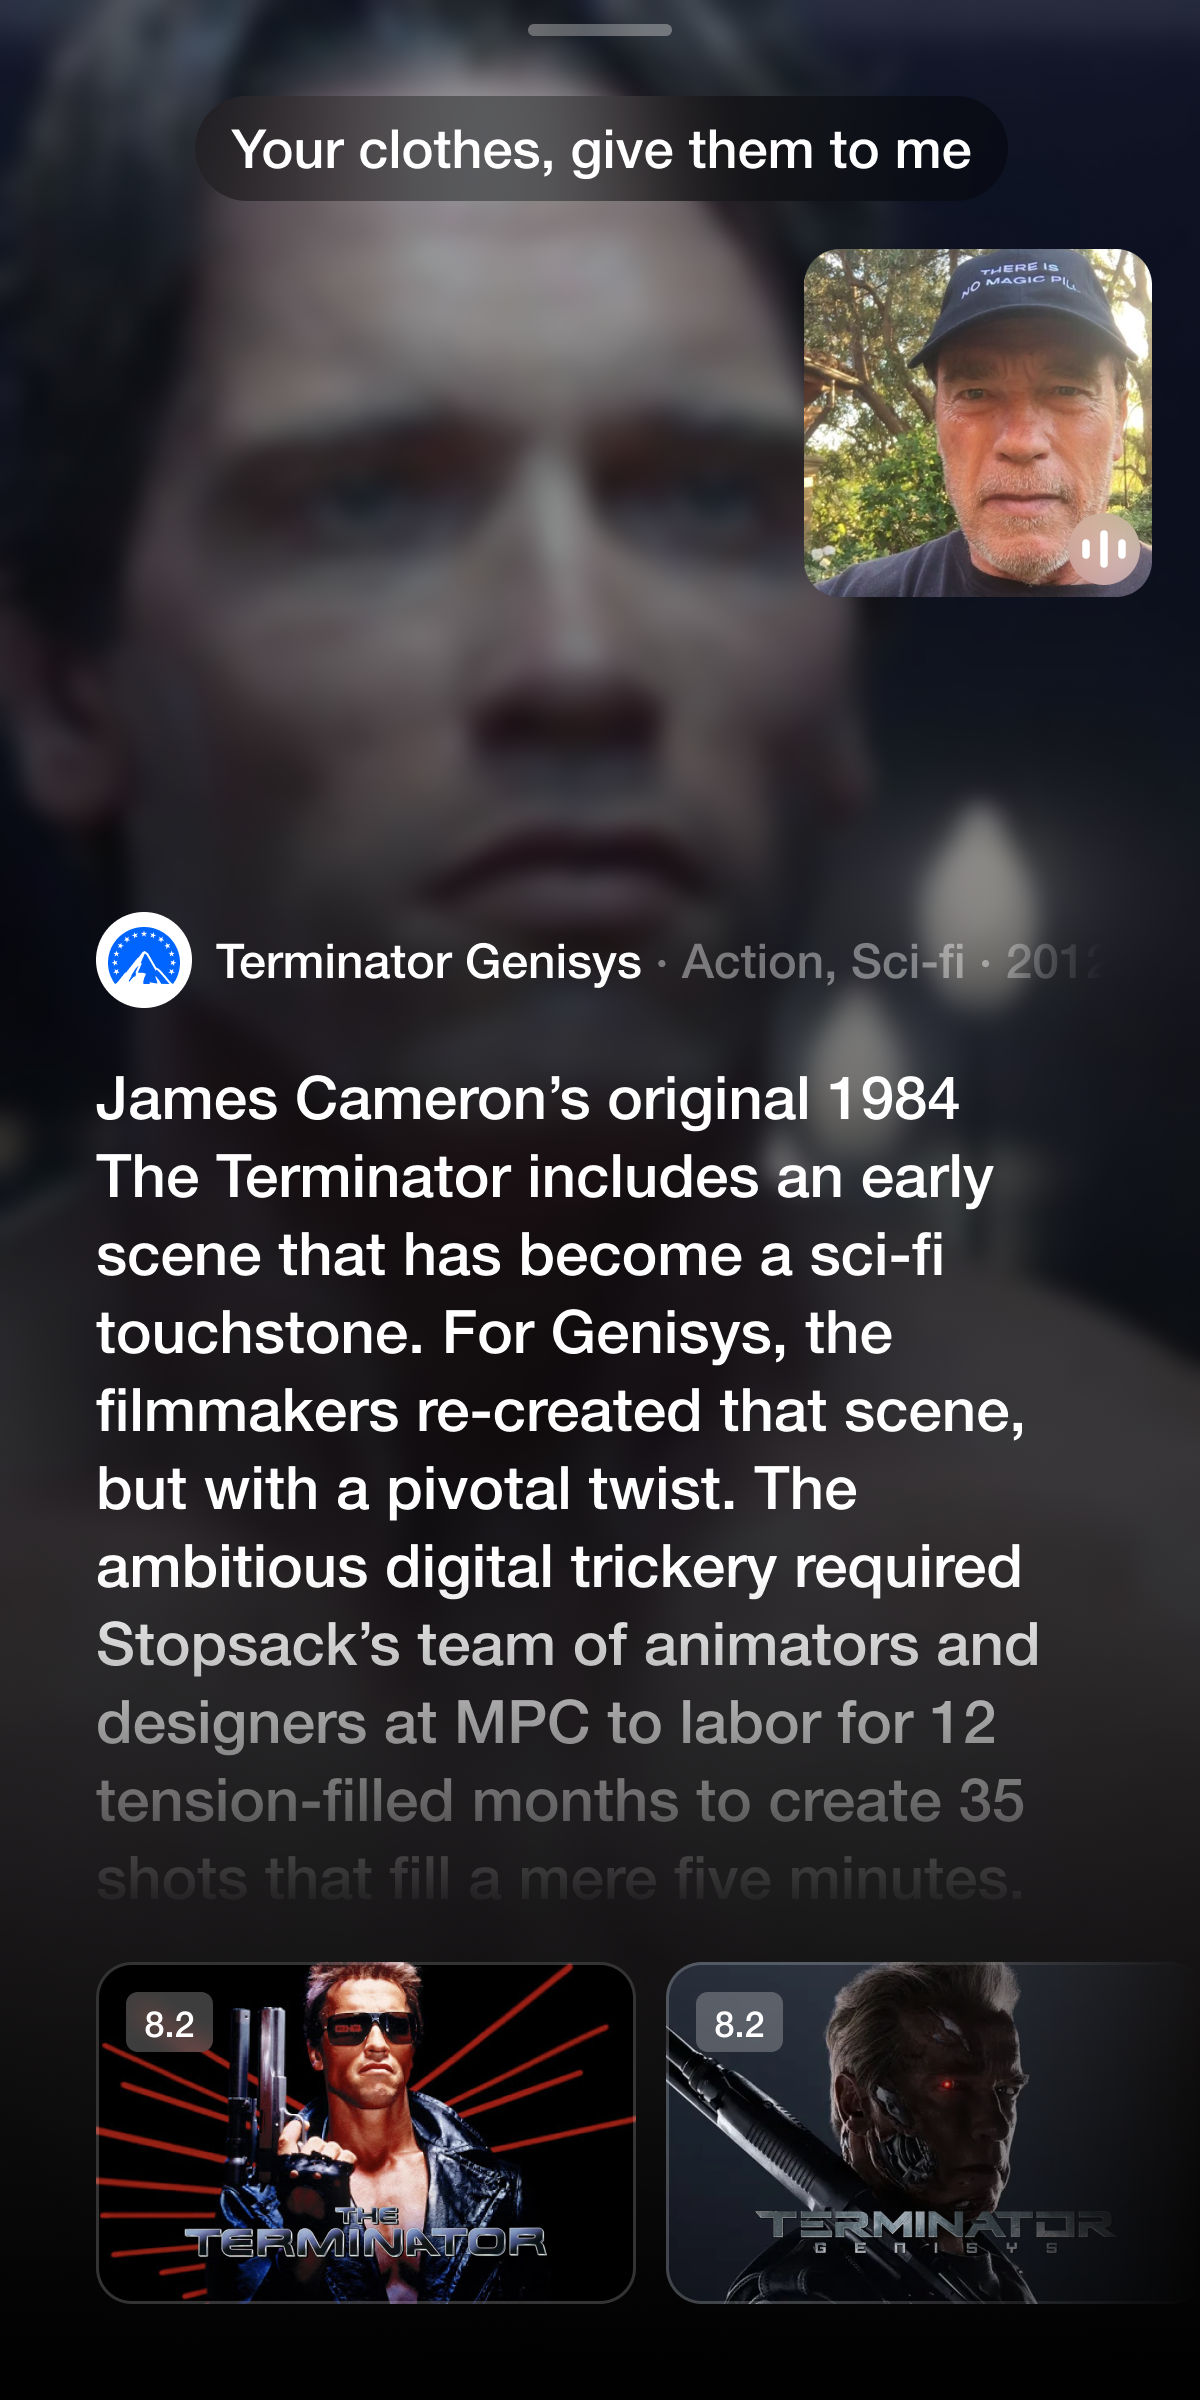 Your clothes, give them to me
THERE IS
NO MAGIC PILL
Terminator Genisys · Action, Sci-fi · 2012
James Cameron’s original 1984
The Terminator includes an early
scene that has become a sci-fi
touchstone. For Genisys, the
filmmakers re-created that scene,
but with a pivotal twist. The
ambitious digital trickery required
Stopsack’s team of animators and
designers at MPC to labor for 12
tension-filled months to create 35
shots that fill a mere five minutes.
8.2
THE
TERMINATOR
8.2
TERMINATOR
GENISYS